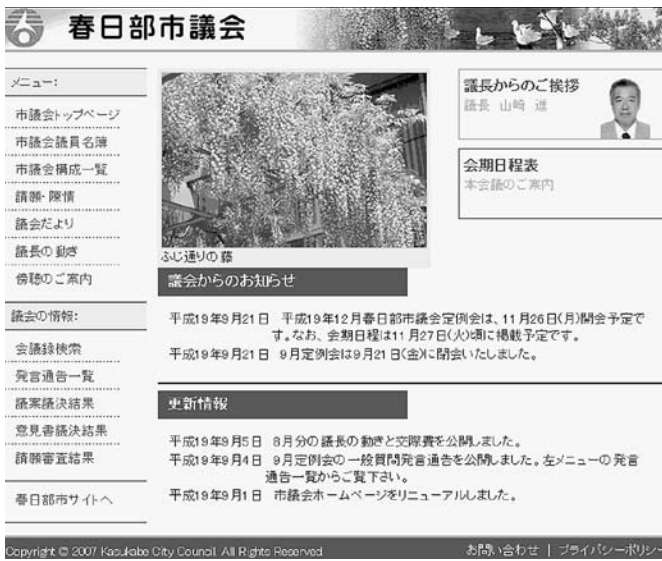 春日部市議会
メニュー:
市議会トップページ
市議会議員名簿
市議会構成一覧
請願・陳情
議会だより
議長の動き
傍聴のご案内
議会の情報:
会議録検索
発言通告一覧
議案議決結果
意見書議決結果
請願審査結果
春日部市サイトへ
ふじ通りの藤
議長からのご挨拶
議長 山崎 進
会期日程表
本会議のご案内
議会からのお知らせ
平成19年9月21日 平成19年12月春日部市議会定例会は、11月26日(月)開会予定で
す。なお、会期日程は11月27日(火)頃に掲載予定です。
平成19年9月21日 9月定例会は9月21日(金)に閉会いたしました。
更新情報
平成19年9月5日 8月分の議長の動きと交際費を公開しました。
平成19年9月4日 9月定例会の一般質問発言通告を公開しました。左メニューの発言
通告一覧からご覧下さい。
平成19年9月1日 市議会ホームページをリニューアルしました。
Copyright © 2007 Kasukabe City Council. All Rights Reserved
お問い合わせ | プライバシーポリシー